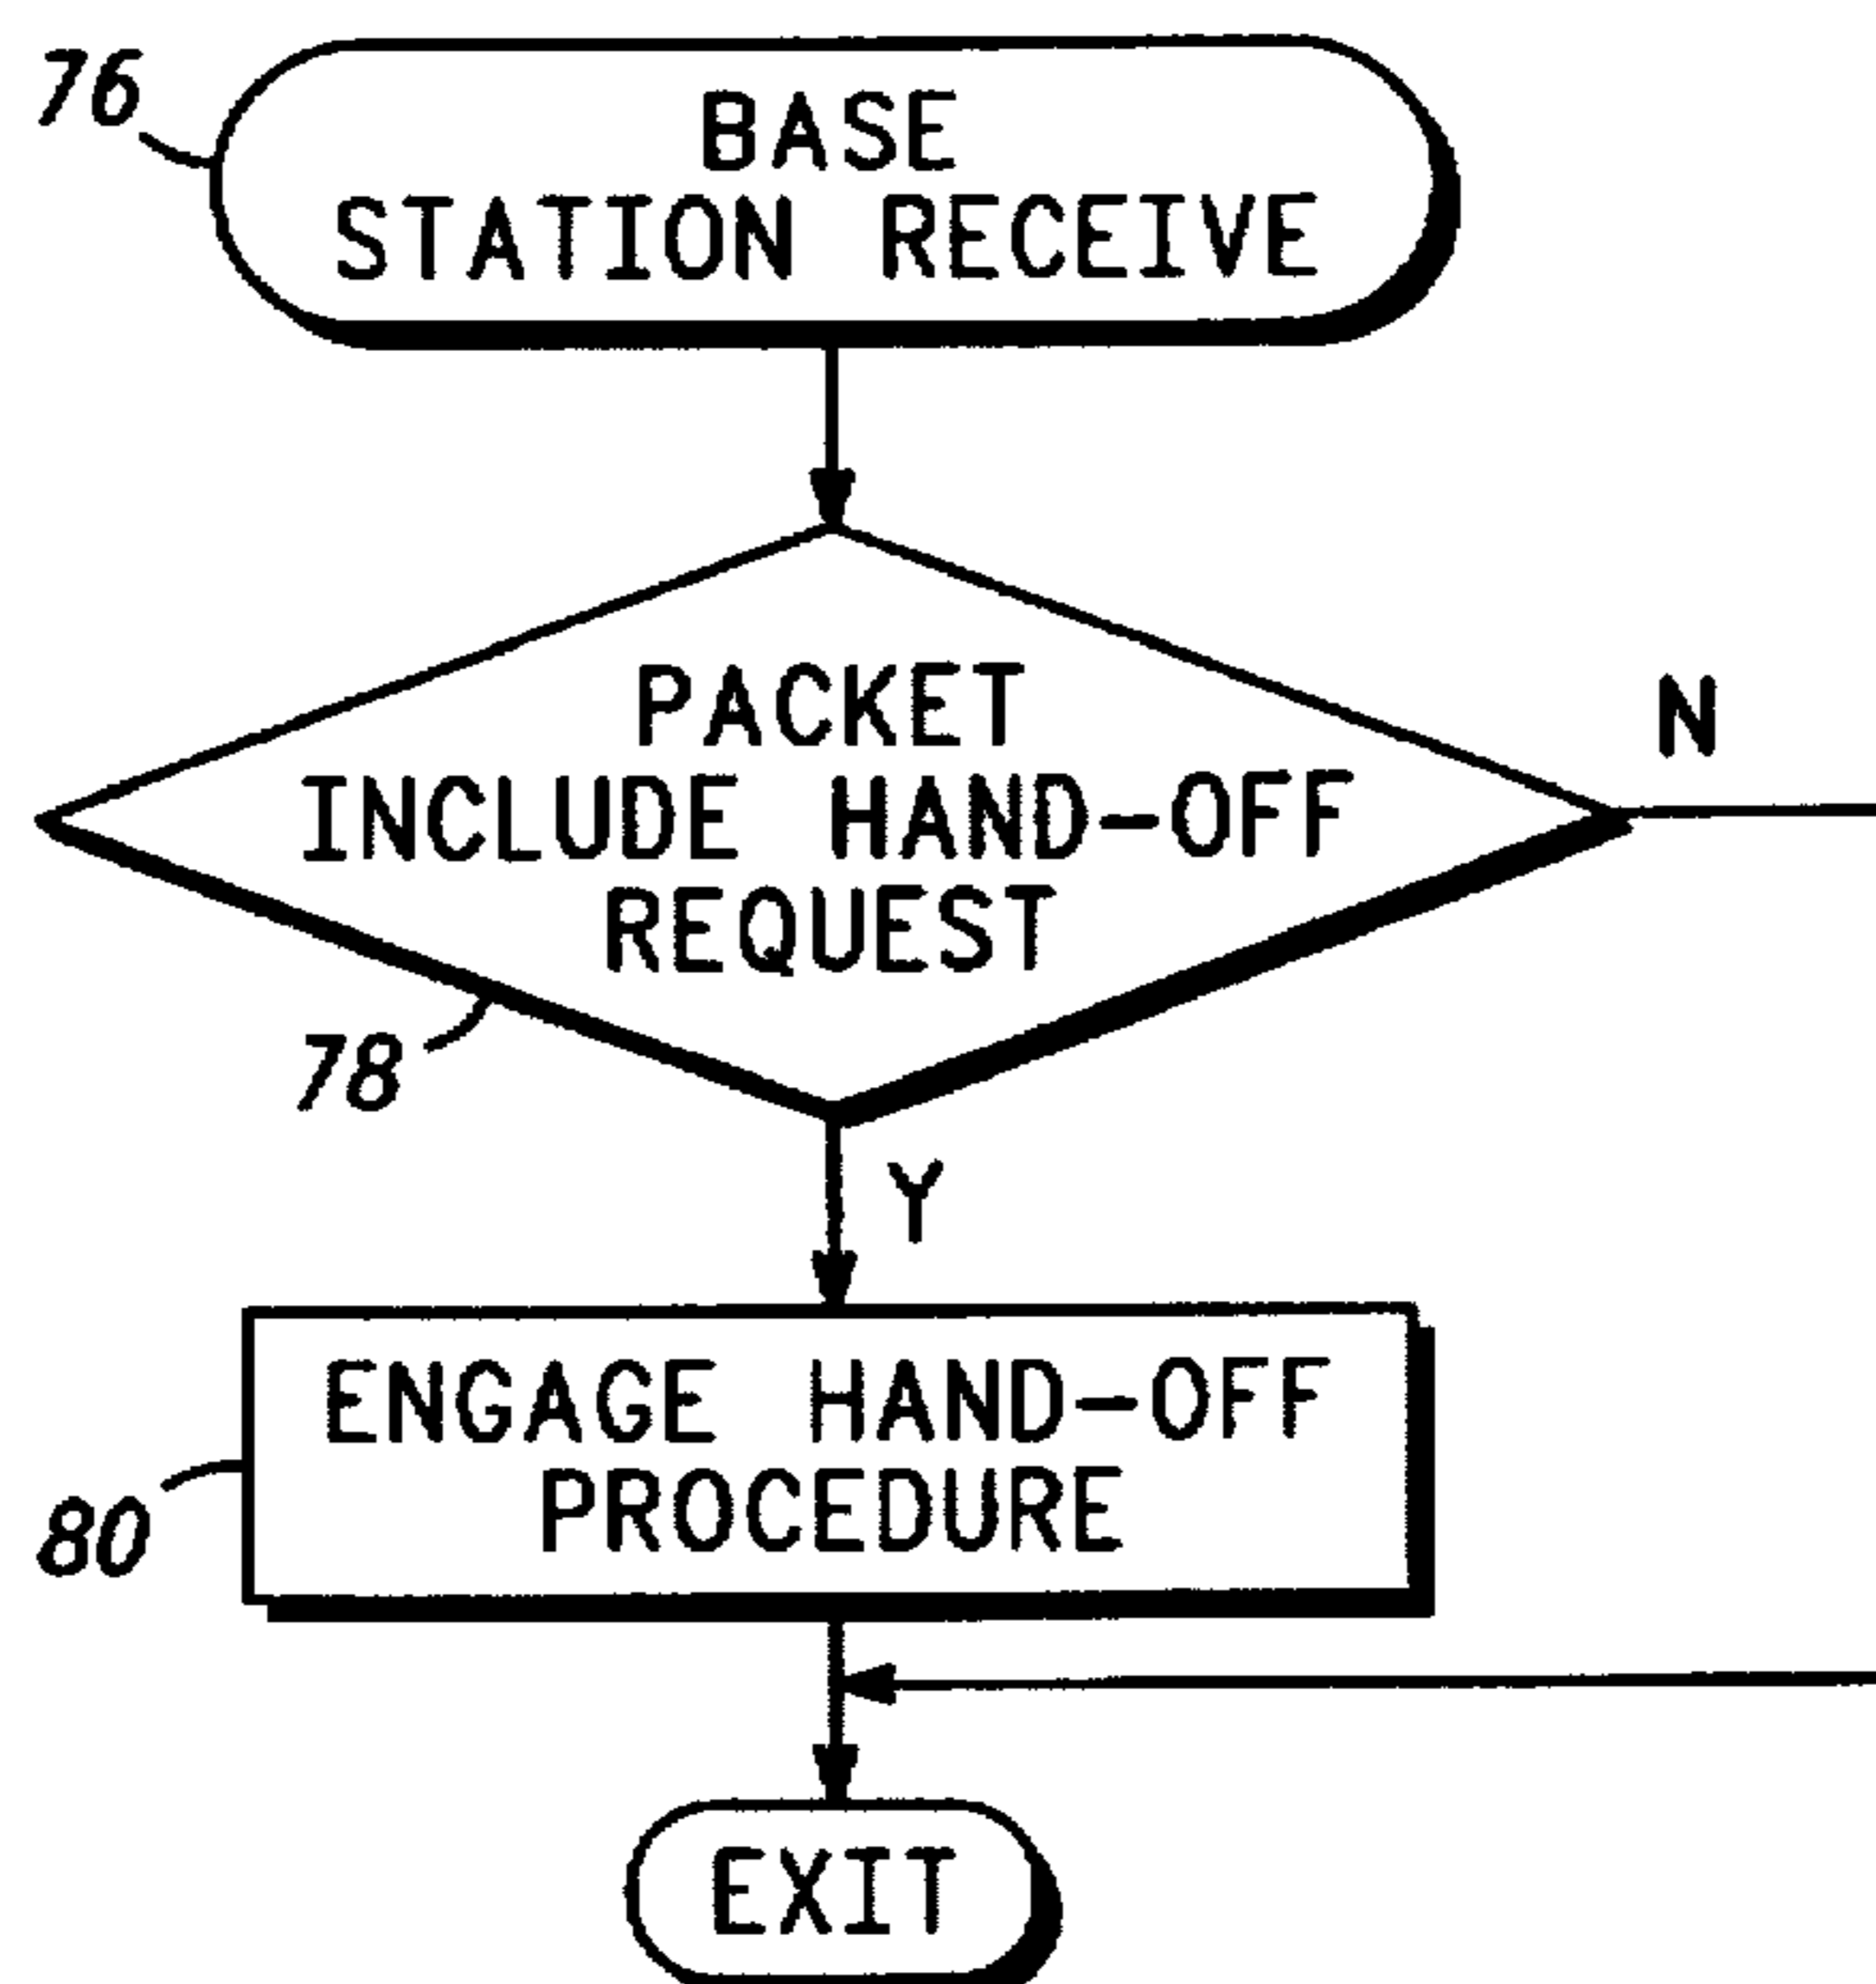 76
BASE
STATION RECEIVE
PACKET
INCLUDE HAND-OFF
REQUEST
N
78
Y
ENGAGE HAND-OFF
PROCEDURE
80
EXIT